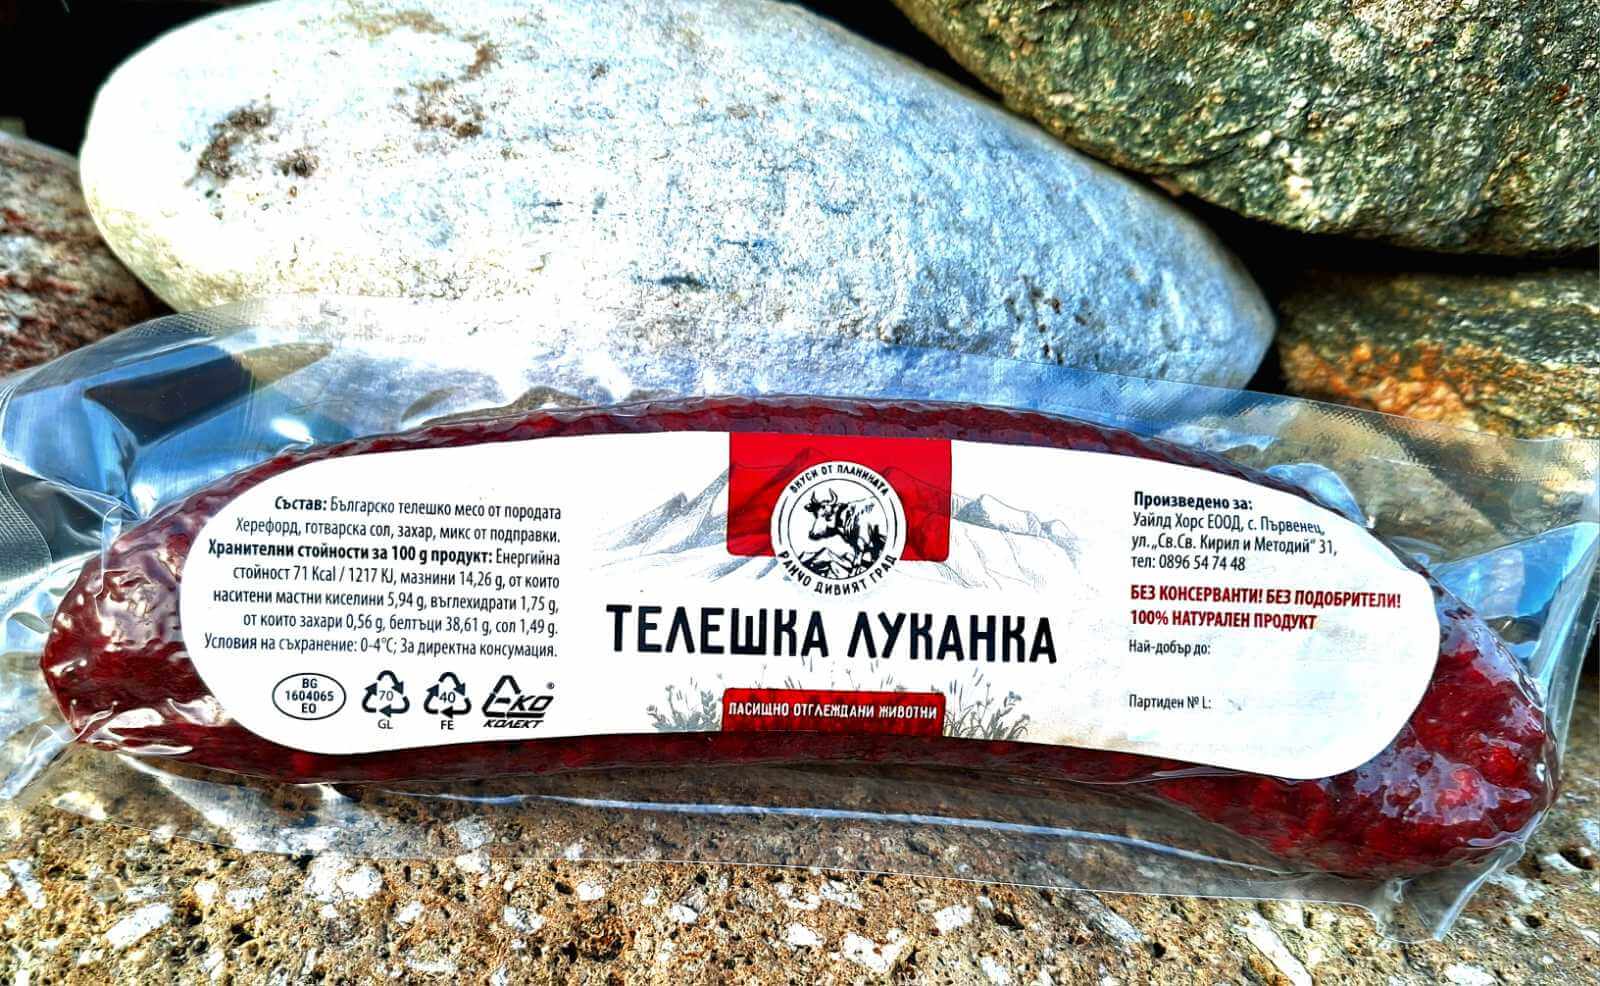 Състав: Българско телешко месо от породата
Херефорд, готварска сол, захар, микс от подправки.
Хранителни стойности за 100 g продукт: Енергийна
стойност 71 Kcal / 1217 KJ, мазнини 14,26 g, от които
наситени мастни киселини 5,94 g, въглехидрати 1,75 g,
от които захари 0,56 g, белтъци 38,61 g, сол 1,49 g.
Условия на съхранение: 0-4°C; За директна консумация.
BG
1604065
EO
70
GL
40
FE
ЕКО ®
КОЛЕКТ
ВКУСИ ОТ ПЛАНИНАТА
РАНЧО ДИВИЯТ ГРАД
ТЕЛЕШКА ЛУКАНКА
ПАСИЩНО ОТГЛЕЖДАНИ ЖИВОТНИ
Произведено за:
Уайлд Хорс ЕООД, с. Първенец,
ул. „Св.Св. Кирил и Методий" 31,
тел: 0896 54 74 48
БЕЗ КОНСЕРВАНТИ! БЕЗ ПОДОБРИТЕЛИ!
100% НАТУРАЛЕН ПРОДУКТ
Най-добър до:
Партиден № L: